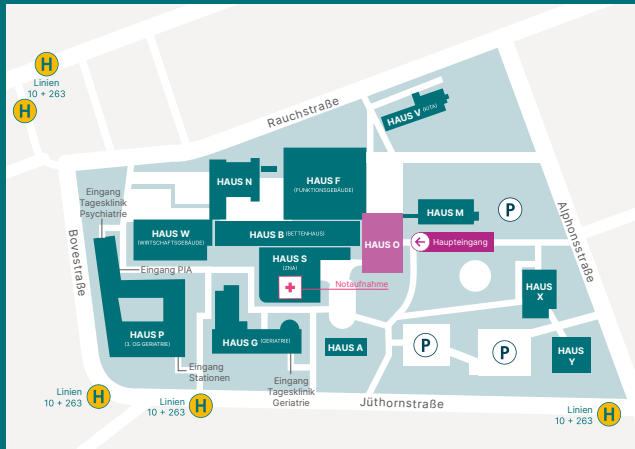 H
Linien
10 + 263
H
Rauchstraße
HAUS V (KITA)
HAUS N
HAUS F
(FUNKTIONSGEBÄUDE)
Eingang
Tagesklinik
Psychiatrie
HAUS M
P
HAUS W
(WIRTSCHAFTSGEBÄUDE)
HAUS B (BETTENHAUS)
HAUS O
Haupteingang
Alphonsstraße
Bovestraße
Eingang PIA
HAUS S
(ZNA)
Notaufnahme
HAUS
X
HAUS P
(1. OG GERIATRIE)
HAUS G (GERIATRIE)
HAUS A
P
P
HAUS
Y
Eingang
Stationen
Eingang
Tagesklinik
Geriatrie
Linien
10 + 263
H
Linien
10 + 263
H
Jüthornstraße
Linien
10 + 263
H